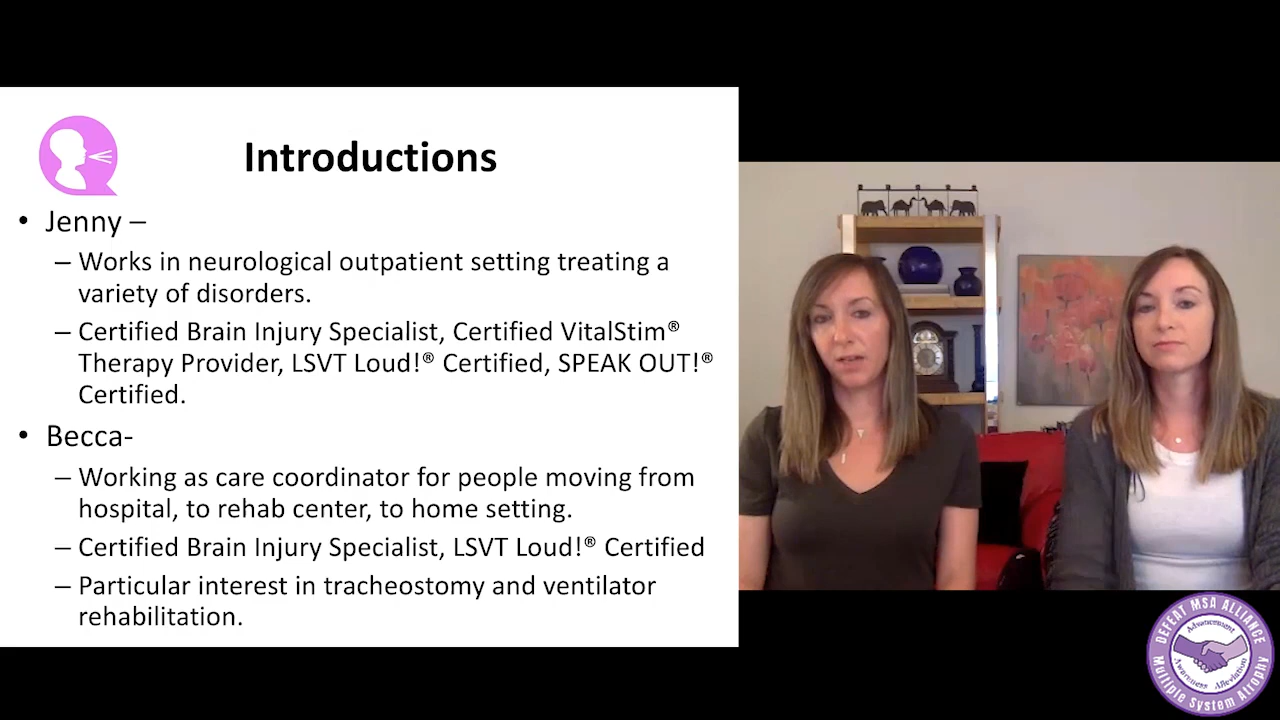 Introductions
• Jenny –
– Works in neurological outpatient setting treating a
variety of disorders.
– Certified Brain Injury Specialist, Certified VitalStim®
Therapy Provider, LSVT Loud!® Certified, SPEAK OUT!®
Certified.
• Becca-
– Working as care coordinator for people moving from
hospital, to rehab center, to home setting.
– Certified Brain Injury Specialist, LSVT Loud!® Certified
– Particular interest in tracheostomy and ventilator
rehabilitation.
DEFEAT MSA ALLIANCE
Advancement
Awareness Alleviation
Multiple System Atrophy